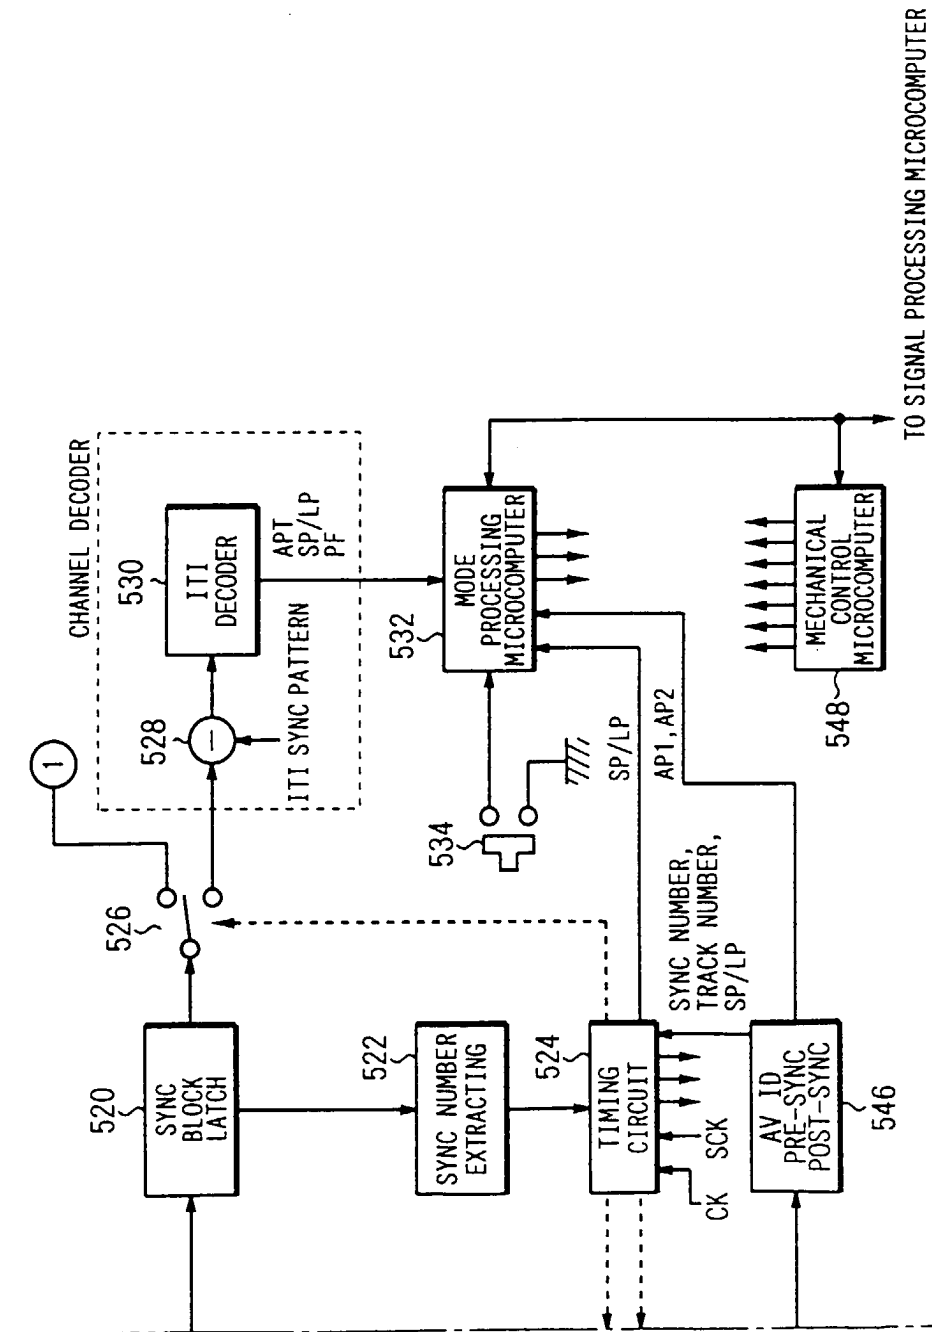 1
CHANNEL DECODER
526
528
530
ITI
DECODER
ITI SYNC PATTERN
APT
SP/LP
PF
520
SYNC
BLOCK
LATCH
522
SYNC NUMBER
EXTRACTING
524
TIMING
CIRCUIT
CK
SCK
SYNC NUMBER,
TRACK NUMBER,
SP/LP
AV ID
PRE-SYNC
POST-SYNC
546
534
532
MODE
PROCESSING
MICROCOMPUTER
SP/LP
AP1, AP2
MECHANICAL
CONTROL
MICROCOMPUTER
548
TO SIGNAL PROCESSING MICROCOMPUTER